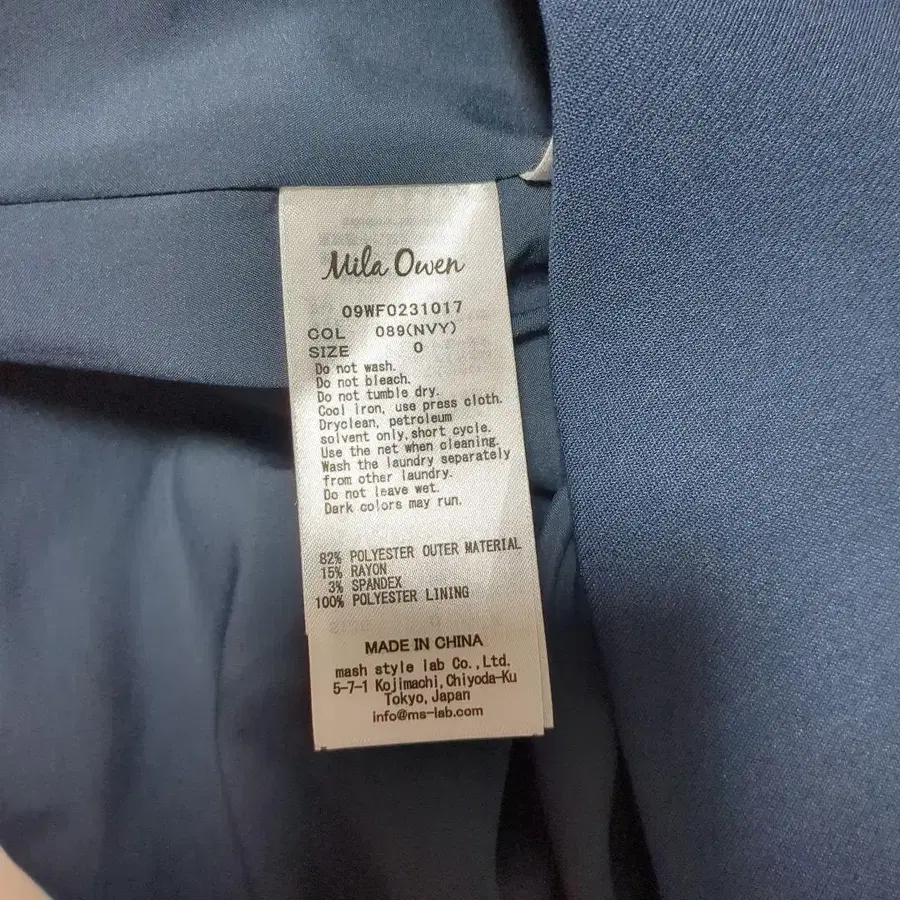 Mila Owen
09WFO231017
COL 089(NVY)
SIZE 0
Do not wash.
Do not bleach.
Do not tumble dry.
Cool iron, use press cloth.
Dryclean, petroleum
solvent only, short cycle.
Use the net when cleaning.
Wash the laundry separately
from other laundry.
Do not leave wet.
Dark colors may run.
82% POLYESTER OUTER MATERIAL
15% RAYON
3% SPANDEX
100% POLYESTER LINING
MADE IN CHINA
mash style lab Co.,Ltd.
5-7-1 Kojimachi,Chiyoda-Ku
Tokyo,Japan
info@ms-lab.com